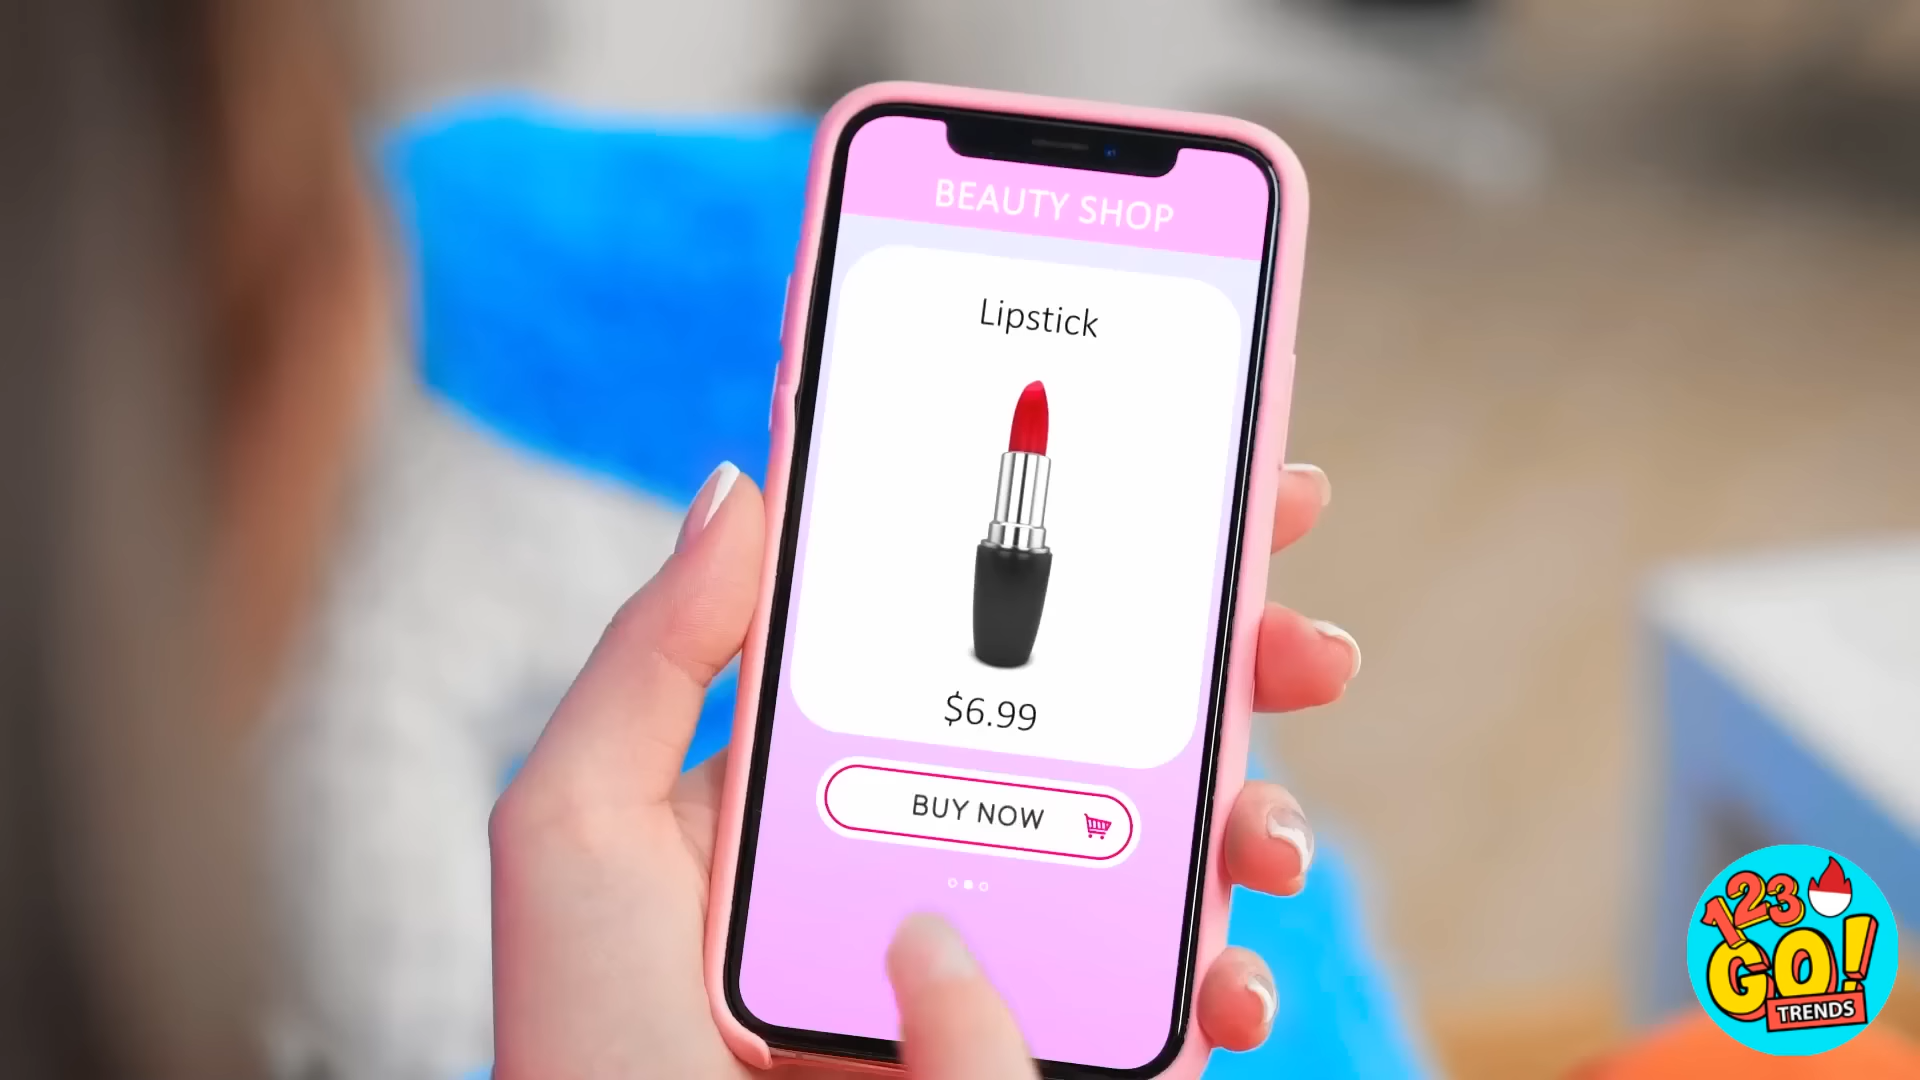 BEAUTY SHOP
Lipstick
$6.99
BUY NOW
123
GO!
TRENDS